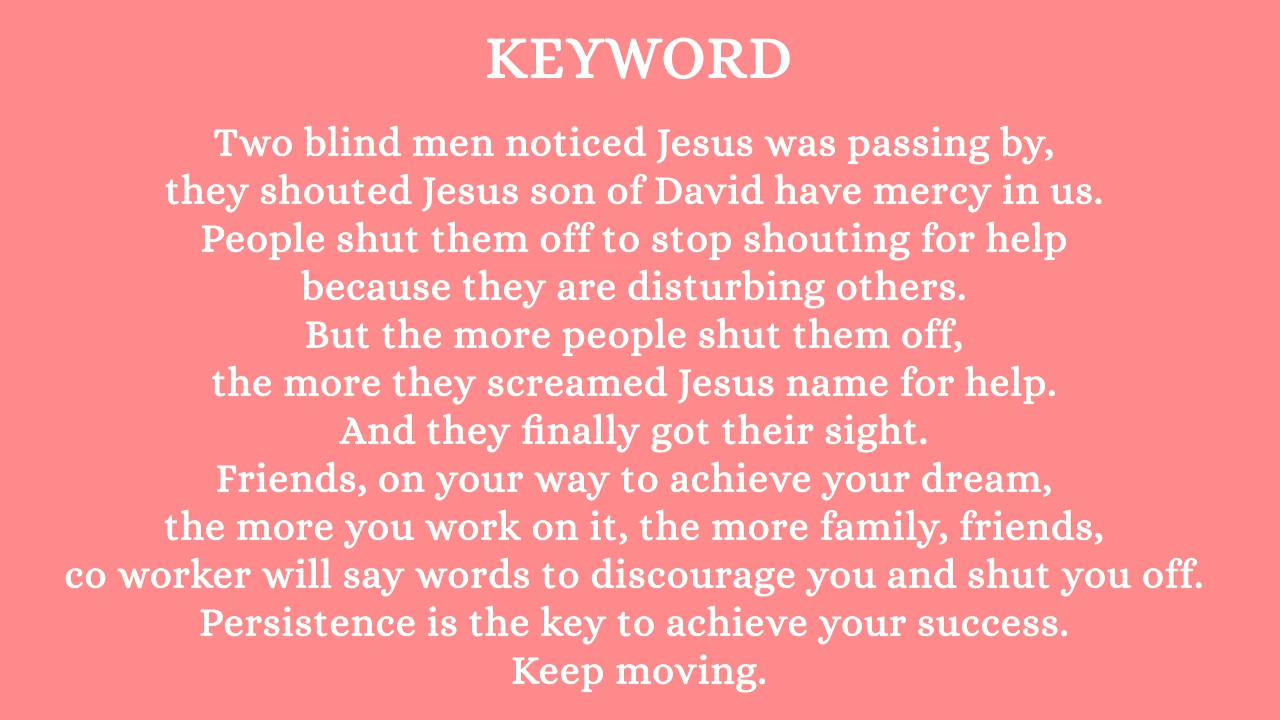 KEYWORD
Two blind men noticed Jesus was passing by,
they shouted Jesus son of David have mercy in us.
People shut them off to stop shouting for help
because they are disturbing others.
But the more people shut them off,
the more they screamed Jesus name for help.
And they finally got their sight.
Friends, on your way to achieve your dream,
the more you work on it, the more family, friends,
co worker will say words to discourage you and shut you off.
Persistence is the key to achieve your success.
Keep moving.